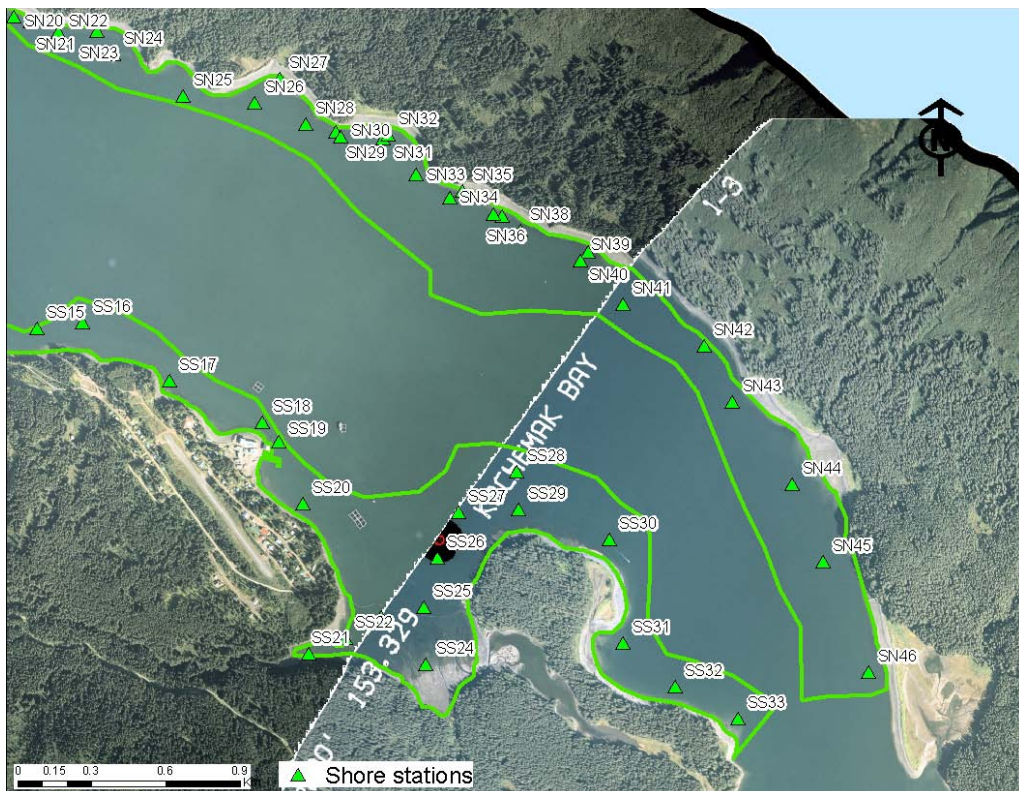 SN20 SN22
SN21 SN24
SN23
SN27
SN25 SN26
SN28
SN30 SN32
SN29 SN31
SN33 SN35
SN34
SN38
SN36
SN39
SN40
SN41
SN42
SN43
SN44
SN45
SN46
N
1-3
KACHEMAK BAY
153.329
SS15 SS16
SS17
SS18
SS19
SS20
SS28
SS27 SS29
SS26
SS30
SS25
SS22
SS21 SS24
SS31
SS32
SS33
0 0.15 0.3 0.6 0.9
Shore stations